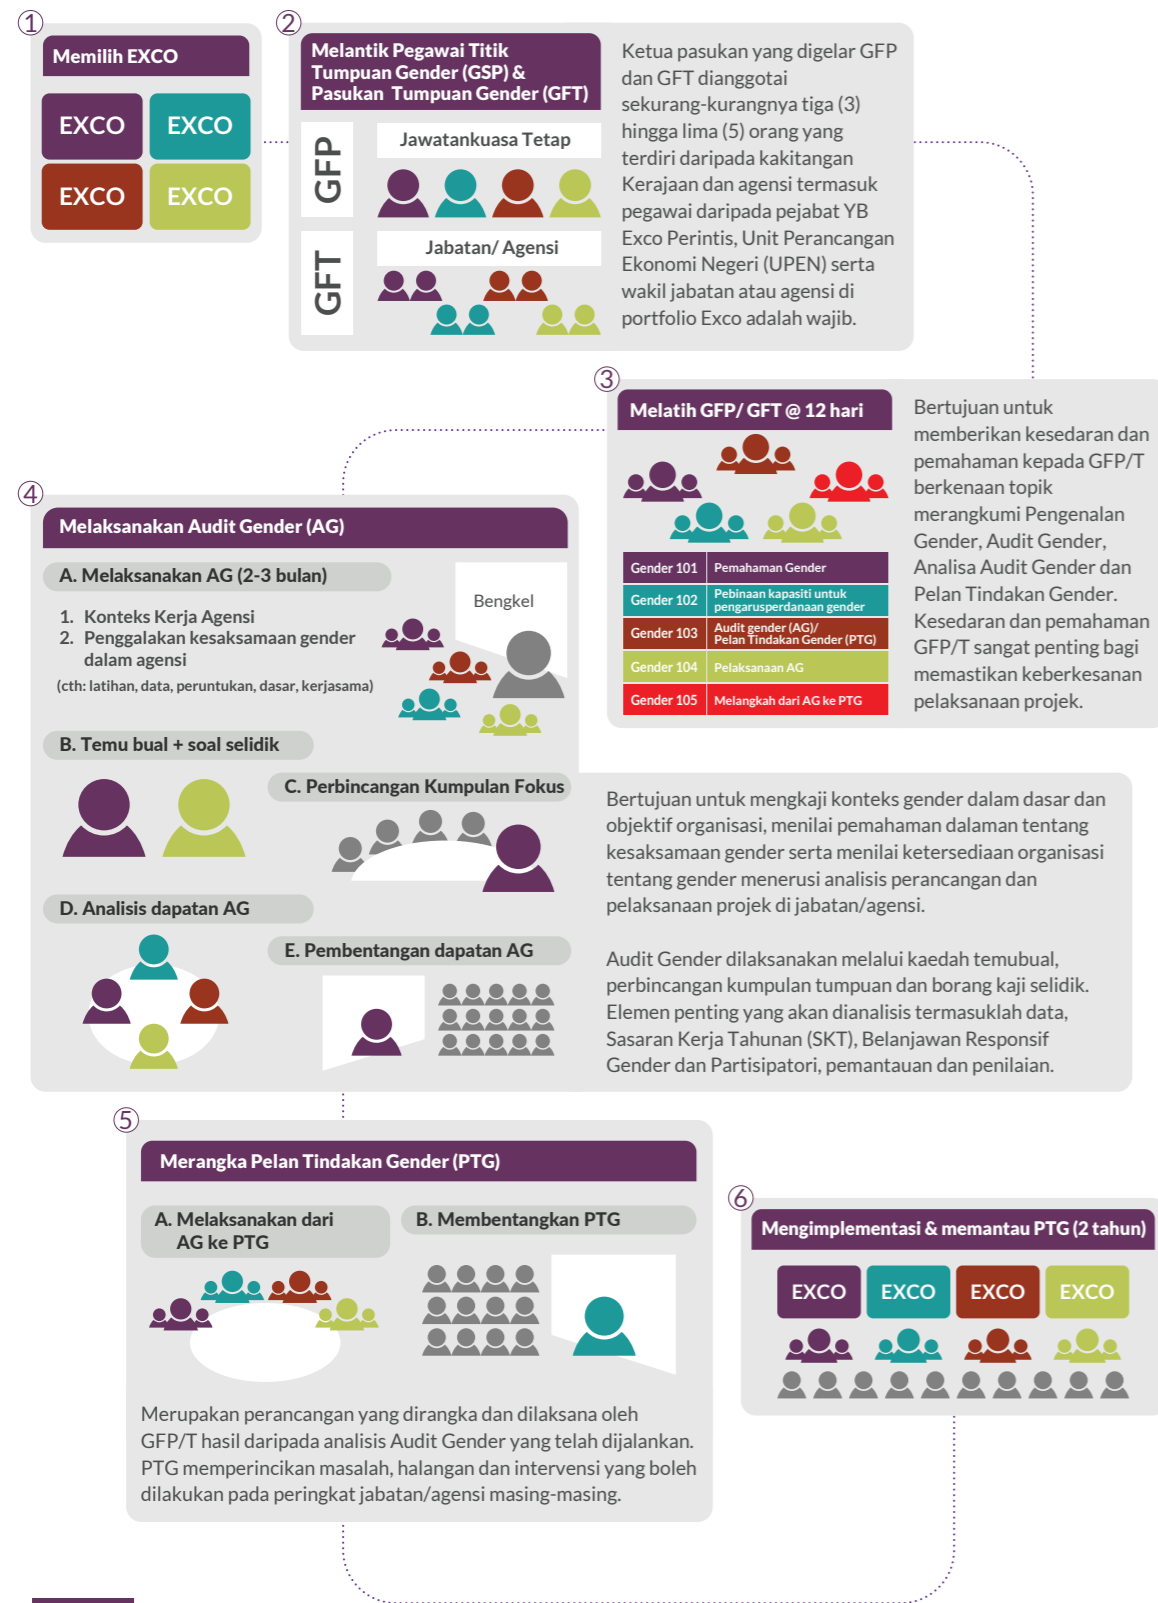 1
Memilih EXCO
EXCO
EXCO
EXCO
EXCO
2
Melantik Pegawai Titik
Tumpuan Gender (GSP) &
Pasukan Tumpuan Gender (GFT)
GFP
Jawatankuasa Tetap
GFT
Jabatan/ Agensi
Ketua pasukan yang digelar GFP
dan GFT dianggotai
sekurang-kurangnya tiga (3)
hingga lima (5) orang yang
terdiri daripada kakitangan
Kerajaan dan agensi termasuk
pegawai daripada pejabat YB
Exco Perintis, Unit Perancangan
Ekonomi Negeri (UPEN) serta
wakil jabatan atau agensi di
portfolio Exco adalah wajib.
3
Melatih GFP/ GFT @ 12 hari
Gender 101 Pemahaman Gender
Gender 102 Pebinaan kapasiti untuk
pengarusperdanaan gender
Gender 103 Audit gender (AG)/
Pelan Tindakan Gender (PTG)
Gender 104 Pelaksanaan AG
Gender 105 Melangkah dari AG ke PTG
Bertujuan untuk
memberikan kesedaran dan
pemahaman kepada GFP/T
berkenaan topik
merangkumi Pengenalan
Gender, Audit Gender,
Analisa Audit Gender dan
Pelan Tindakan Gender.
Kesedaran dan pemahaman
GFP/T sangat penting bagi
memastikan keberkesanan
pelaksanaan projek.
4
Melaksanakan Audit Gender (AG)
A. Melaksanakan AG (2-3 bulan)
1. Konteks Kerja Agensi
2. Penggalakan kesaksamaan gender
dalam agensi
(cth: latihan, data, peruntukan, dasar, kerjasama)
Bengkel
B. Temu bual + soal selidik
C. Perbincangan Kumpulan Fokus
D. Analisis dapatan AG
E. Pembentangan dapatan AG
Bertujuan untuk mengkaji konteks gender dalam dasar dan
objektif organisasi, menilai pemahaman dalaman tentang
kesaksamaan gender serta menilai ketersediaan organisasi
tentang gender menerusi analisis perancangan dan
pelaksanaan projek di jabatan/agensi.
Audit Gender dilaksanakan melalui kaedah temubual,
perbincangan kumpulan tumpuan dan borang kaji selidik.
Elemen penting yang akan dianalisis termasuklah data,
Sasaran Kerja Tahunan (SKT), Belanjawan Responsif
Gender dan Partisipatori, pemantauan dan penilaian.
5
Merangka Pelan Tindakan Gender (PTG)
A. Melaksanakan dari
AG ke PTG
B. Membentangkan PTG
Merupakan perancangan yang dirangka dan dilaksana oleh
GFP/T hasil daripada analisis Audit Gender yang telah dijalankan.
PTG memperincikan masalah, halangan dan intervensi yang boleh
dilakukan pada peringkat jabatan/agensi masing-masing.
6
Mengimplementasi & memantau PTG (2 tahun)
EXCO
EXCO
EXCO
EXCO